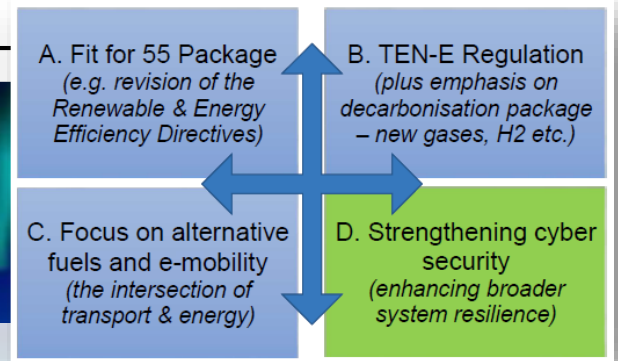 A. Fit for 55 Package
(e.g. revision of the
Renewable & Energy
Efficiency Directives)
B. TEN-E Regulation
(plus emphasis on
decarbonisation package
– new gases, H2 etc.)
C. Focus on alternative
fuels and e-mobility
(the intersection of
transport & energy)
D. Strengthening cyber
security
(enhancing broader
system resilience)